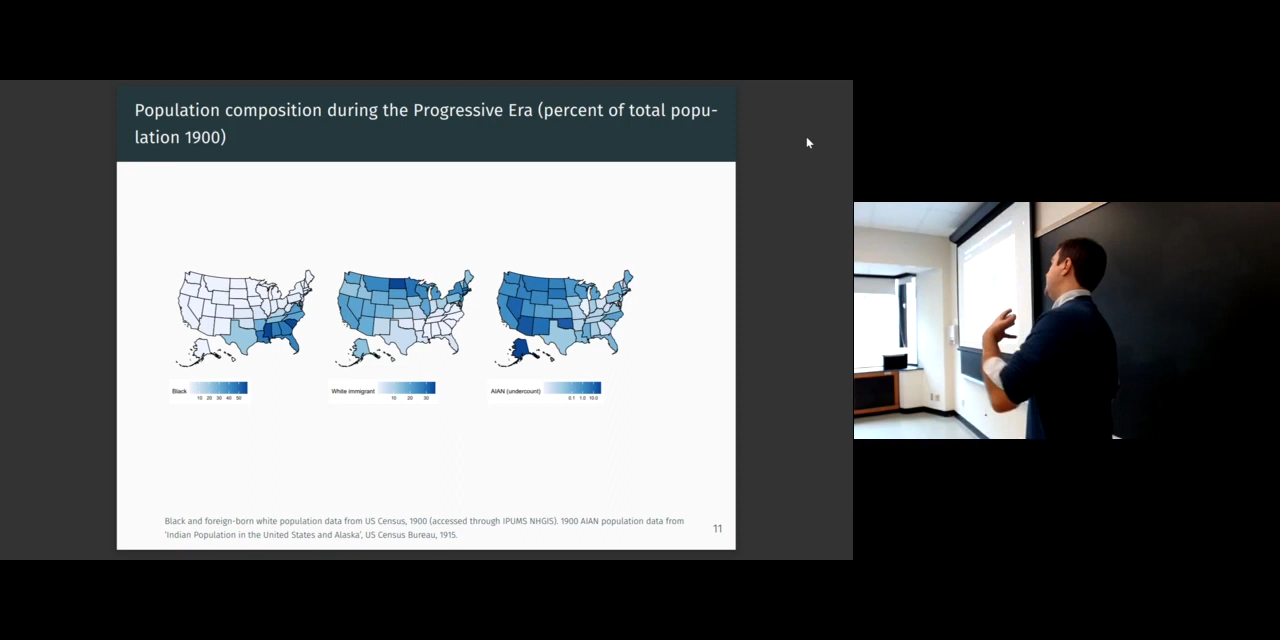 Population composition during the Progressive Era (percent of total popu-
lation 1900)
Black
10 20 30 40 50
White immigrant
10 20 30
AIAN (undercount)
0.1 1.0 10.0
Black and foreign-born white population data from US Census, 1900 (accessed through IPUMS NHGIS). 1900 AIAN population data from
'Indian Population in the United States and Alaska', US Census Bureau, 1915.
11